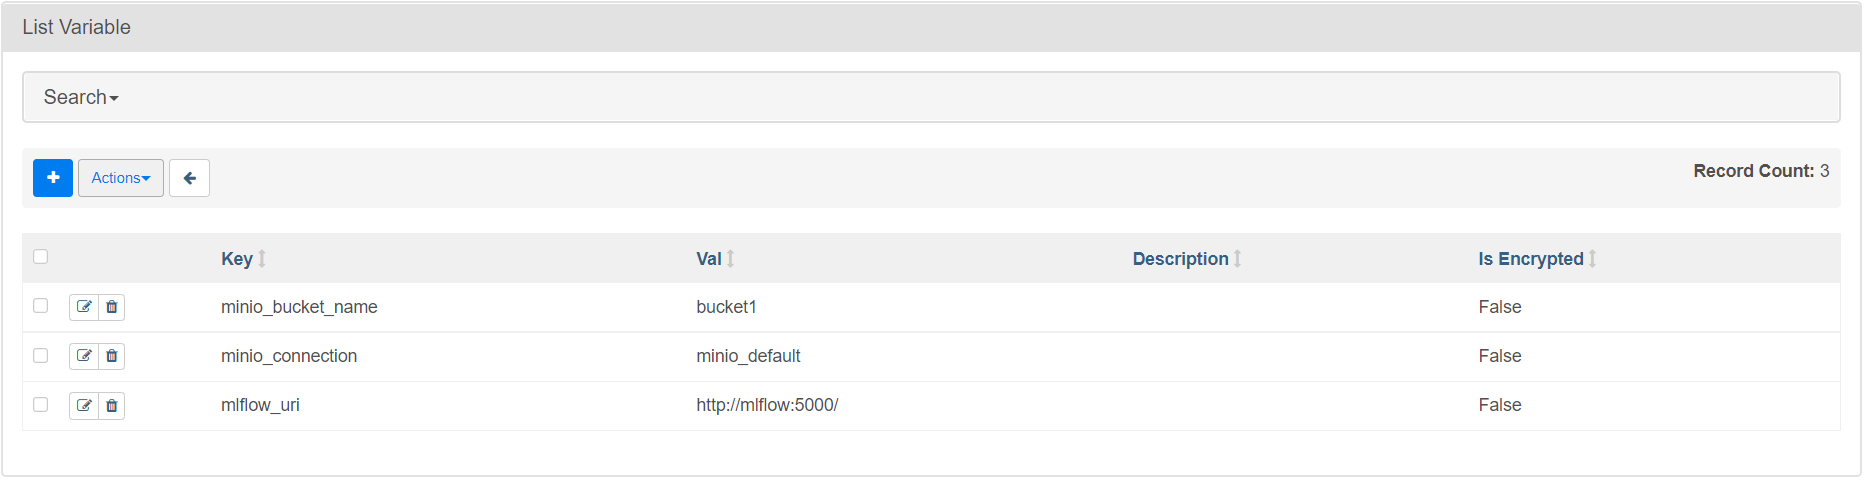 List Variable
Search
Actions
Record Count: 3
Key Val Description Is Encrypted
minio_bucket_name bucket1 False
minio_connection minio_default False
mlflow_uri http://mlflow:5000/ False